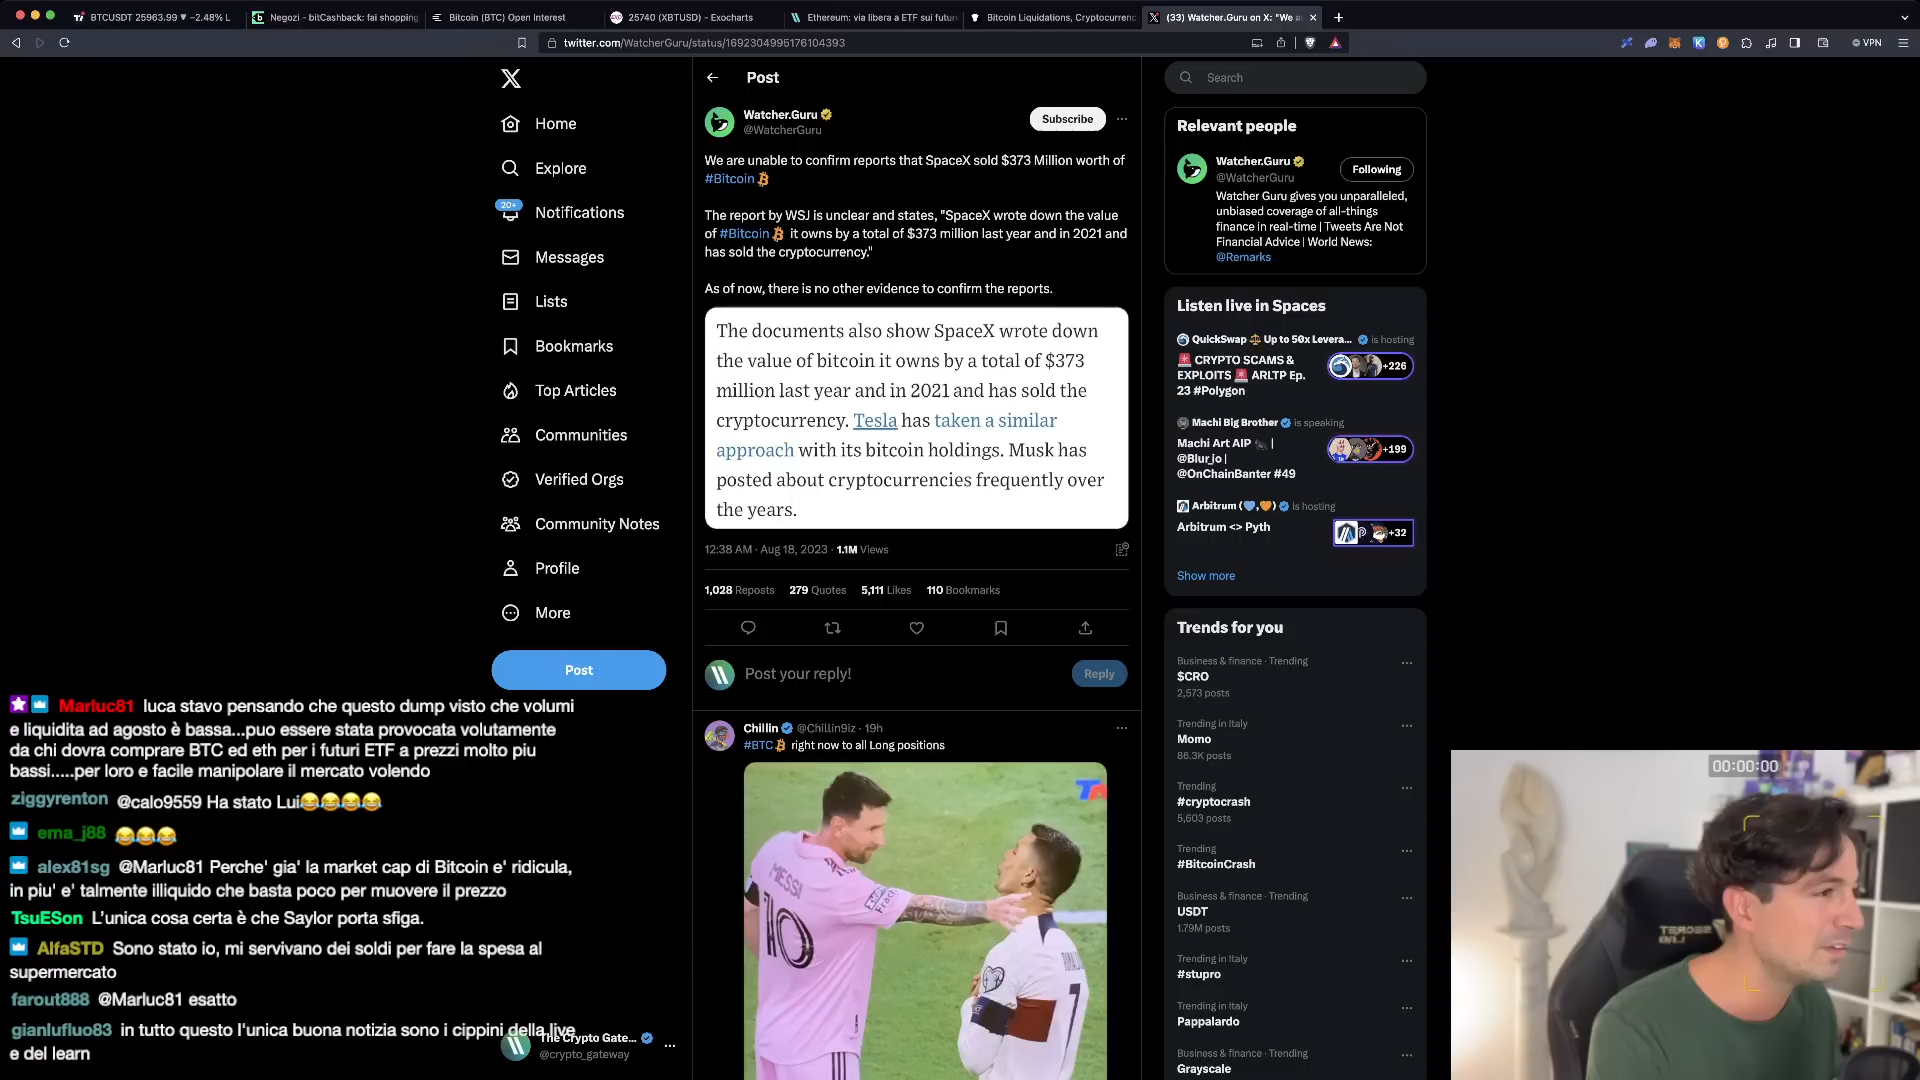 BTCUSDT 25963.99 ▼ −2.48% L
Negozi - bitCashback: fai shopping
Bitcoin (BTC) Open Interest
25740 (XBTUSD) - Exocharts
Ethereum: via libera a ETF sui futur
Bitcoin Liquidations, Cryptocurrenc
(33) Watcher.Guru on X: "We a
twitter.com/WatcherGuru/status/1692304995176104393
VPN
Home
Explore
20+
Notifications
Messages
Lists
Bookmarks
Top Articles
Communities
Verified Orgs
Community Notes
Profile
More
Post
Post
Watcher.Guru
@WatcherGuru
Subscribe
We are unable to confirm reports that SpaceX sold $373 Million worth of
#Bitcoin
The report by WSJ is unclear and states, "SpaceX wrote down the value
of #Bitcoin it owns by a total of $373 million last year and in 2021 and
has sold the cryptocurrency."
As of now, there is no other evidence to confirm the reports.
The documents also show SpaceX wrote down
the value of bitcoin it owns by a total of $373
million last year and in 2021 and has sold the
cryptocurrency. Tesla has taken a similar
approach with its bitcoin holdings. Musk has
posted about cryptocurrencies frequently over
the years.
12:38 AM · Aug 18, 2023 · 1.1M Views
1,028 Reposts 279 Quotes 5,111 Likes 110 Bookmarks
Post your reply!
Reply
Chillin @Chillin9iz · 19h
#BTC right now to all Long positions
MESSI
10
7
Search
Relevant people
Watcher.Guru
@WatcherGuru
Following
Watcher Guru gives you unparalleled,
unbiased coverage of all-things
finance in real-time | Tweets Are Not
Financial Advice | World News:
@Remarks
Listen live in Spaces
QuickSwap Up to 50x Levera... is hosting
CRYPTO SCAMS &
EXPLOITS ARLTP Ep.
23 #Polygon
+226
Machi Big Brother is speaking
Machi Art AIP |
@Blur_io |
@OnChainBanter #49
+199
Arbitrum (💙,🧡) is hosting
Arbitrum <> Pyth
+32
Show more
Trends for you
Business & finance · Trending
$CRO
2,573 posts
Trending in Italy
Momo
86.3K posts
Trending
#cryptocrash
5,603 posts
Trending
#BitcoinCrash
Business & finance · Trending
USDT
1.79M posts
Trending in Italy
#stupro
Trending in Italy
Pappalardo
Business & finance · Trending
Grayscale
Marluc81 luca stavo pensando che questo dump visto che volumi
e liquidita ad agosto è bassa...puo essere stata provocata volutamente
da chi dovra comprare BTC ed eth per i futuri ETF a prezzi molto piu
bassi.....per loro e facile manipolare il mercato volendo
ziggyrenton @calo9559 Ha stato Lui😂😂😂😂
ema_j88 😂😂😂
alex81sg @Marluc81 Perche' gia' la market cap di Bitcoin e' ridicula,
in piu' e' talmente illiquido che basta poco per muovere il prezzo
TsuESon L'unica cosa certa è che Saylor porta sfiga.
AlfaSTD Sono stato io, mi servivano dei soldi per fare la spesa al
supermercato
farout888 @Marluc81 esatto
gianlufluo83 in tutto questo l'unica buona notizia sono i cippini della live
e del learn
The Crypto Gate...
@crypto_gateway
00:00:00